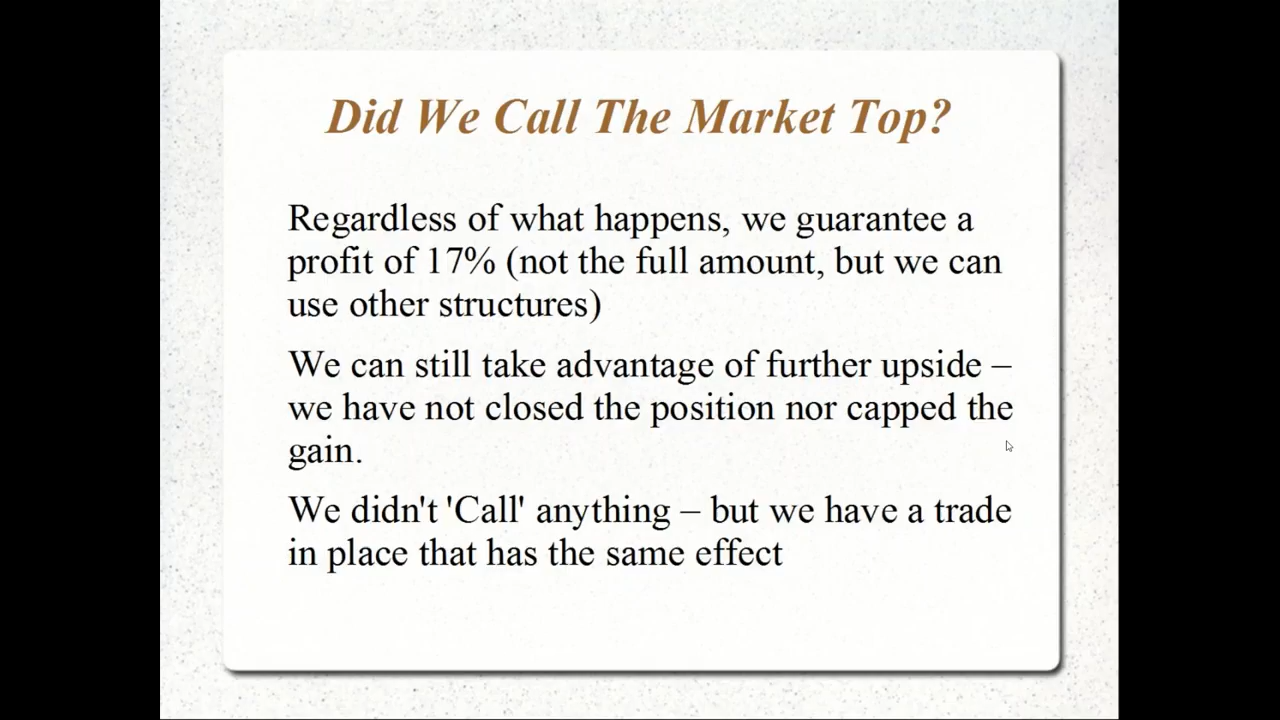 Did We Call The Market Top?
Regardless of what happens, we guarantee a
profit of 17% (not the full amount, but we can
use other structures)
We can still take advantage of further upside –
we have not closed the position nor capped the
gain.
We didn't 'Call' anything – but we have a trade
in place that has the same effect